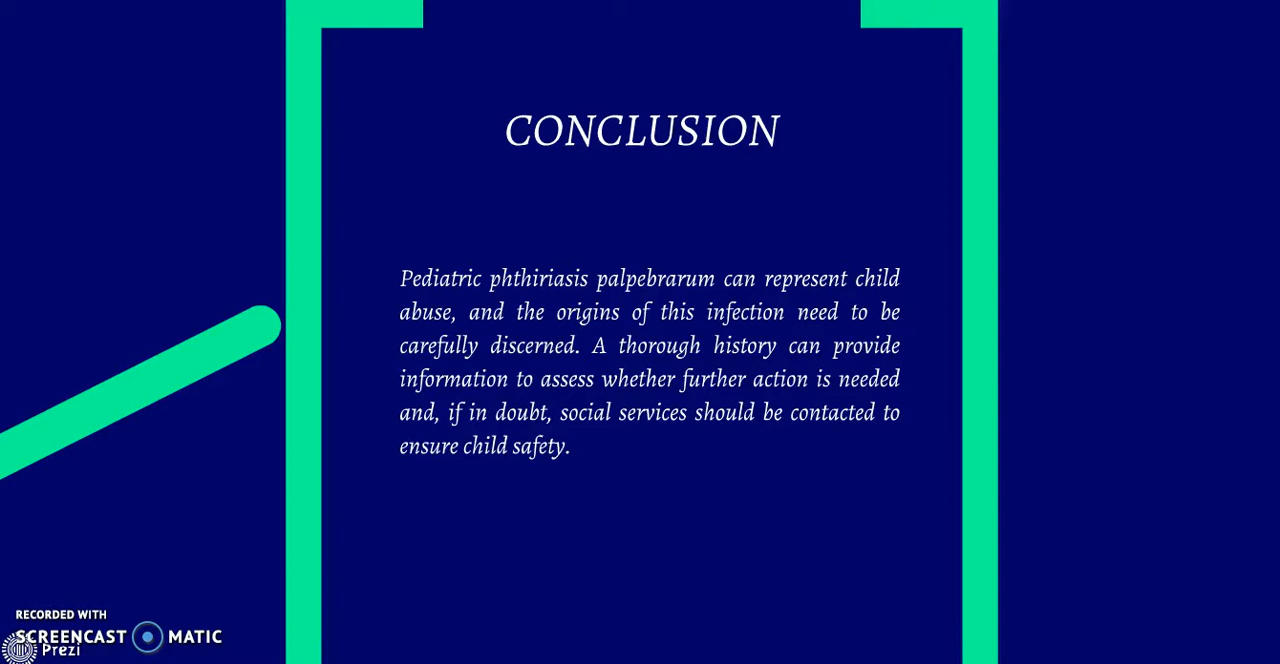 CONCLUSION
Pediatric phthiriasis palpebrarum can represent child
abuse, and the origins of this infection need to be
carefully discerned. A thorough history can provide
information to assess whether further action is needed
and, if in doubt, social services should be contacted to
ensure child safety.
RECORDED WITH
SCREENCAST MATIC
Prezi